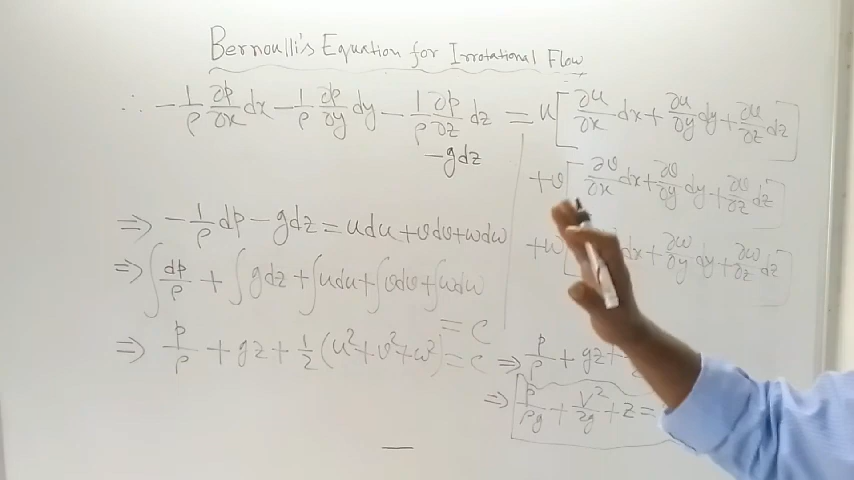 Bernoulli's Equation for Irrotational Flow
∴ -1/ρ ∂p/∂x dx - 1/ρ ∂p/∂y dy - 1/ρ ∂p/∂z dz - gdz = u[∂u/∂x dx + ∂u/∂y dy + ∂u/∂z dz]
+v[∂v/∂x dx + ∂v/∂y dy + ∂v/∂z dz]
+w[ dx + ∂w/∂y dy + ∂w/∂z dz]
⇒ -1/ρ dp - gdz = udu + vdv + wdw
⇒ ∫dp/ρ + ∫gdz + ∫udu + ∫vdv + ∫wdw = C
⇒ p/ρ + gz + 1/2 (u² + v² + w²) = C
⇒ p/ρ + gz +
⇒ p/ρg + V²/2g + z =